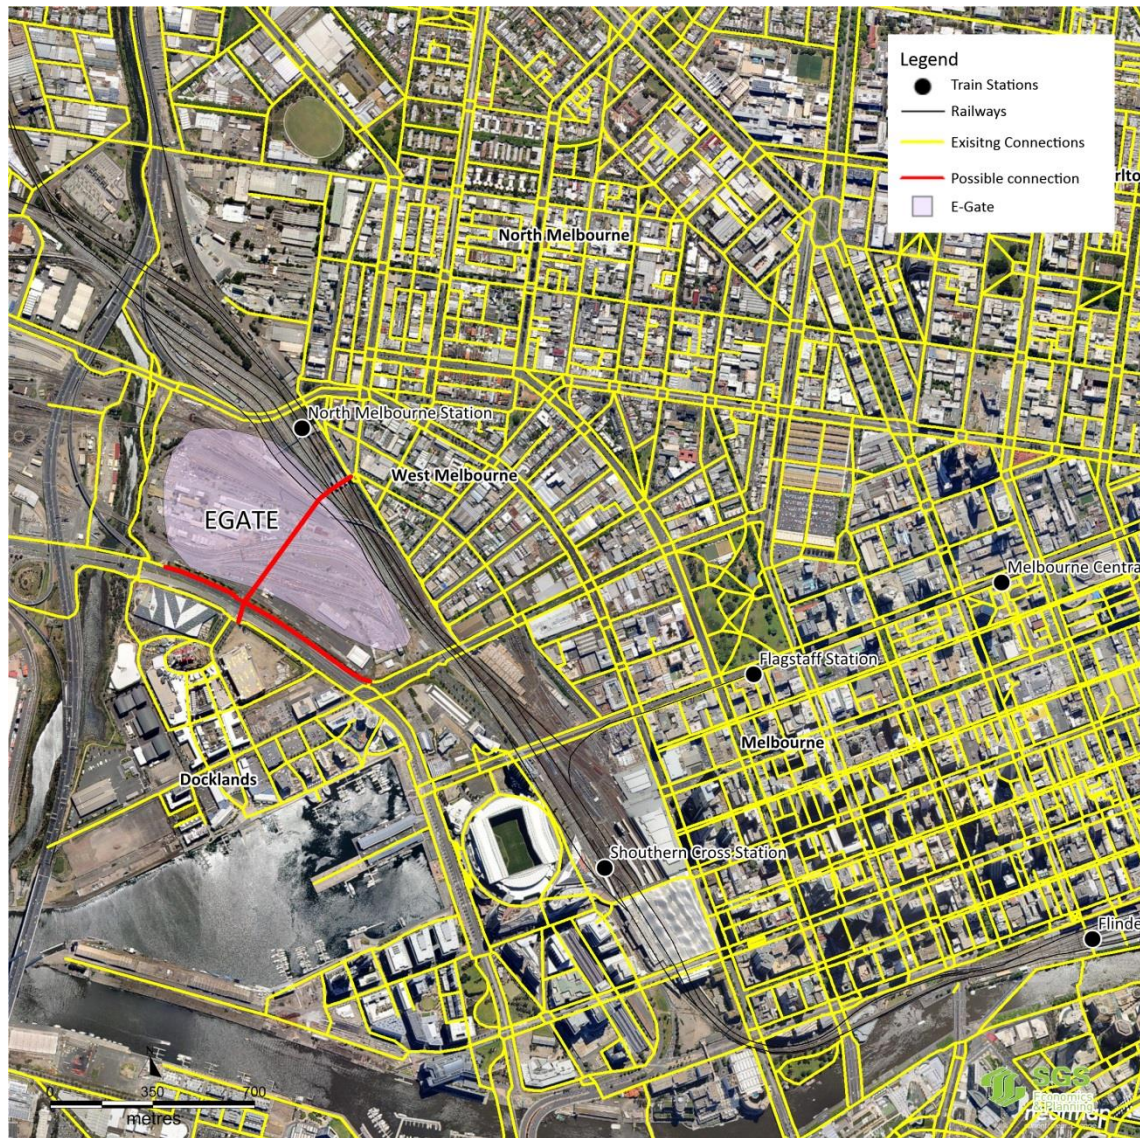 Legend
Train Stations
Railways
Exisitng Connections
Possible connection
E-Gate
rlto
North Melbourne
North Melbourne Station
West Melbourne
EGATE
Melbourne Centra
Flagstaff Station
Melbourne
Docklands
Shouthern Cross Station
Flinde
N
0 350 700
metres
SGS
Economics
& Planning